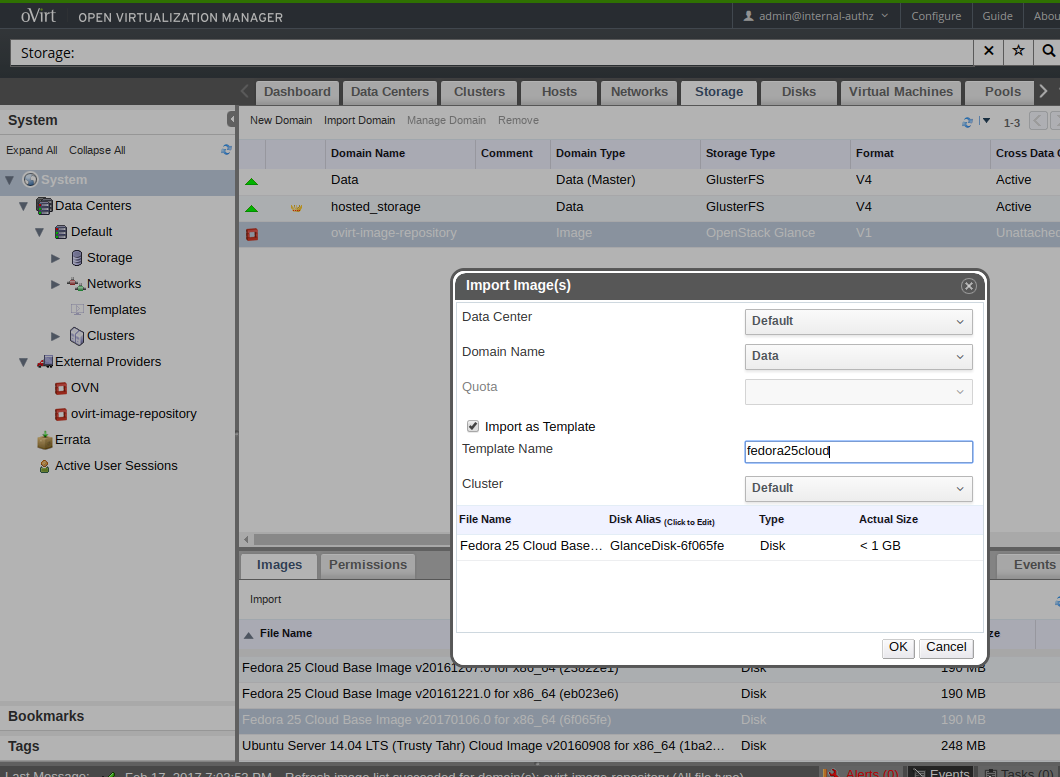 oVirt OPEN VIRTUALIZATION MANAGER admin@internal-authz Configure Guide Abou
Storage:
Dashboard Data Centers Clusters Hosts Networks Storage Disks Virtual Machines Pools
System
New Domain Import Domain Manage Domain Remove 1-3
Expand All Collapse All
Domain Name Comment Domain Type Storage Type Format Cross Data C
System
Data Data (Master) GlusterFS V4 Active
Data Centers
hosted_storage Data GlusterFS V4 Active
Default
ovirt-image-repository Image OpenStack Glance V1 Unattached
Storage
Networks
Templates
Clusters
External Providers
OVN
ovirt-image-repository
Errata
Active User Sessions
Import Image(s)
Data Center Default
Domain Name Data
Quota
Import as Template
Template Name fedora25cloud
Cluster Default
File Name Disk Alias (Click to Edit) Type Actual Size
Fedora 25 Cloud Base... GlanceDisk-6f065fe Disk < 1 GB
OK Cancel
Images Permissions Events
Import
File Name ze
Fedora 25 Cloud Base Image v20161207.0 for x86_64 (23822e1) Disk 190 MB
Fedora 25 Cloud Base Image v20161221.0 for x86_64 (eb023e6) Disk 190 MB
Fedora 25 Cloud Base Image v20170106.0 for x86_64 (6f065fe) Disk 190 MB
Ubuntu Server 14.04 LTS (Trusty Tahr) Cloud Image v20160908 for x86_64 (1ba2... Disk 248 MB
Bookmarks
Tags
Last Message: Feb 17, 2017 7:03:53 PM Refresh image list succeeded for domain(s): ovirt-image-repository (All file type) Alerts (0) Events Tasks (0)